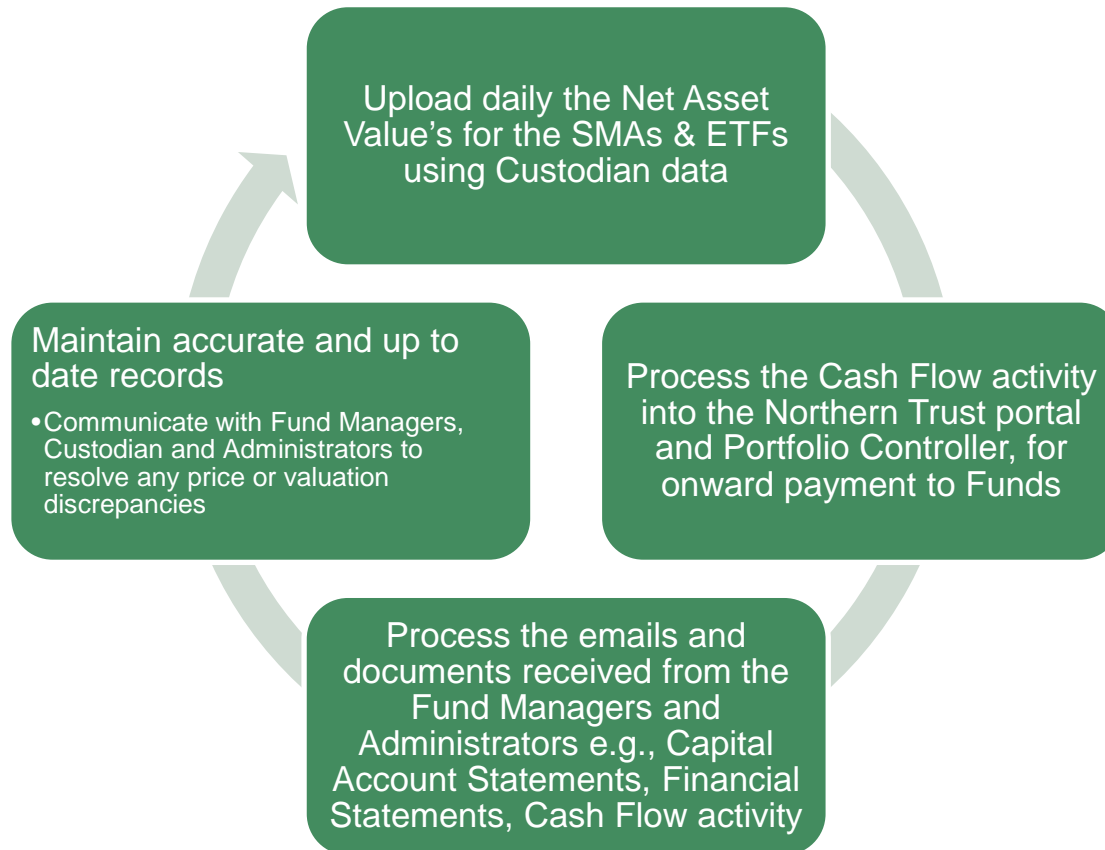 Upload daily the Net Asset
Value’s for the SMAs & ETFs
using Custodian data
Process the Cash Flow activity
into the Northern Trust portal
and Portfolio Controller, for
onward payment to Funds
Process the emails and
documents received from the
Fund Managers and
Administrators e.g., Capital
Account Statements, Financial
Statements, Cash Flow activity
Maintain accurate and up to
date records
•Communicate with Fund Managers,
Custodian and Administrators to
resolve any price or valuation
discrepancies